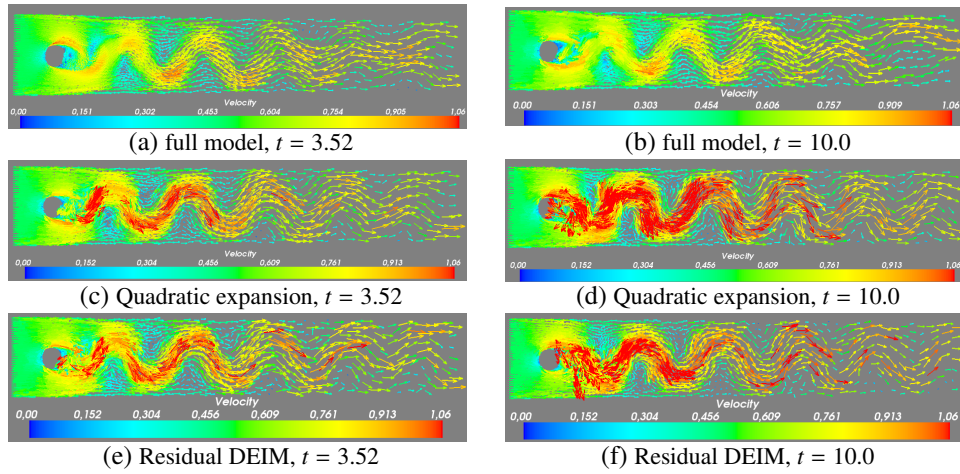 Velocity
0,00 0,151 0,302 0,453 0,604 0,754 0,905 1,06
(a) full model, t = 3.52
Velocity
0,00 0,152 0,303 0,455 0,606 0,757 0,909 1,06
(b) full model, t = 10.0
Velocity
0,00 0,152 0,304 0,456 0,609 0,761 0,913 1,06
(c) Quadratic expansion, t = 3.52
Velocity
0,00 0,152 0,304 0,456 0,609 0,761 0,913 1,06
(d) Quadratic expansion, t = 10.0
Velocity
0,00 0,152 0,304 0,456 0,609 0,761 0,913 1,06
(e) Residual DEIM, t = 3.52
Velocity
0,00 0,152 0,304 0,456 0,609 0,761 0,913 1,06
(f) Residual DEIM, t = 10.0